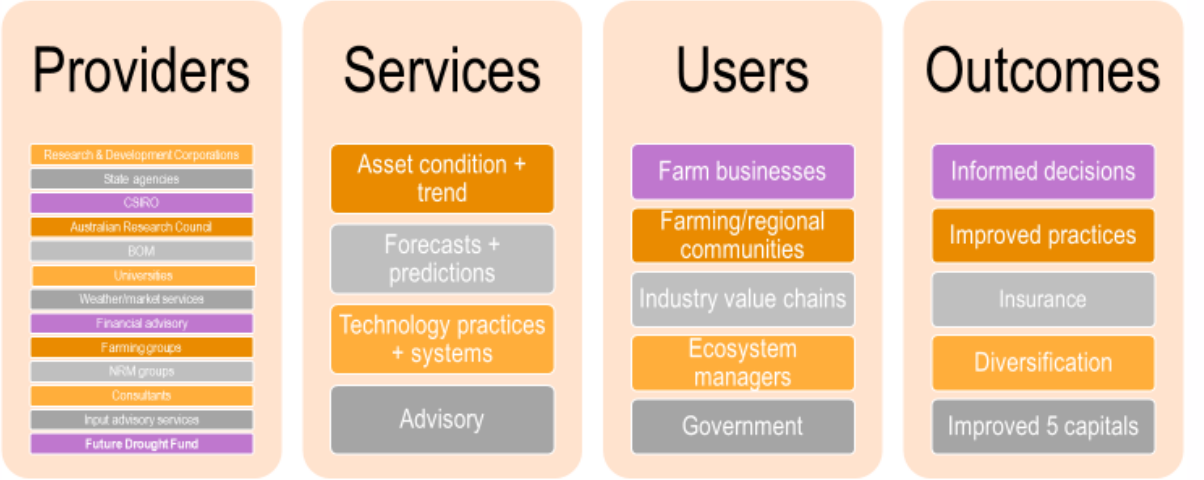 Providers
Research & Development Corporations
State agencies
CSIRO
Australian Research Council
BOM
Universities
Weather/market services
Financial advisory
Farming groups
NRM groups
Consultants
Input advisory services
Future Drought Fund
Services
Asset condition +
trend
Forecasts +
predictions
Technology practices
+ systems
Advisory
Users
Farm businesses
Farming/regional
communities
Industry value chains
Ecosystem
managers
Government
Outcomes
Informed decisions
Improved practices
Insurance
Diversification
Improved 5 capitals